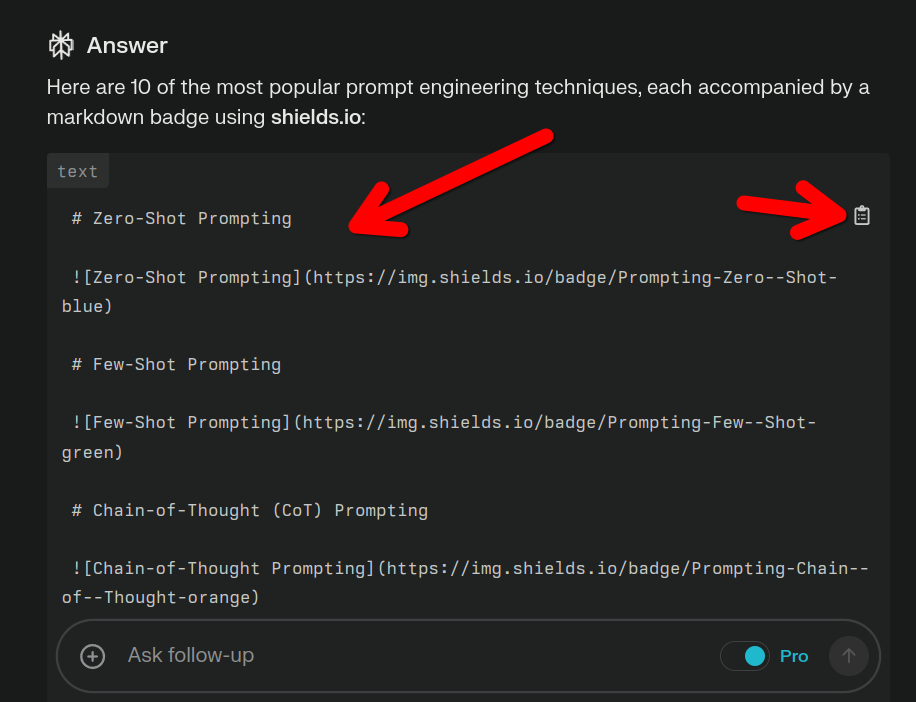 Answer
Here are 10 of the most popular prompt engineering techniques, each accompanied by a
markdown badge using shields.io:
text
# Zero-Shot Prompting
![Zero-Shot Prompting](https://img.shields.io/badge/Prompting-Zero--Shot-
blue)
# Few-Shot Prompting
![Few-Shot Prompting](https://img.shields.io/badge/Prompting-Few--Shot-
green)
# Chain-of-Thought (CoT) Prompting
![Chain-of-Thought Prompting](https://img.shields.io/badge/Prompting-Chain--
of--Thought-orange)
Ask follow-up
Pro